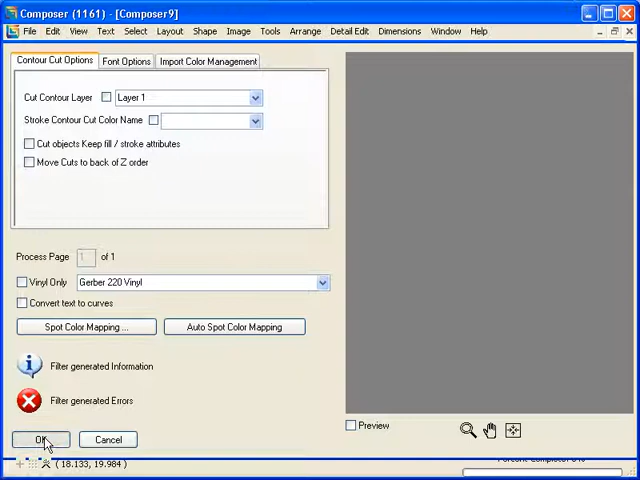 Composer (1161) - [Composer9]
File Edit View Text Select Layout Shape Image Tools Arrange Detail Edit Dimensions Window Help
Contour Cut Options Font Options Import Color Management
Cut Contour Layer Layer 1
Stroke Contour Cut Color Name
Cut objects Keep fill / stroke attributes
Move Cuts to back of Z order
Process Page 1 of 1
Vinyl Only Gerber 220 Vinyl
Convert text to curves
Spot Color Mapping ... Auto Spot Color Mapping
Filter generated Information
Filter generated Errors
Preview
OK Cancel
(18.133, 19.984)